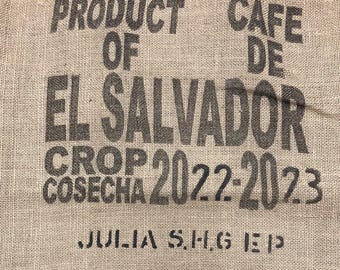 PRODUCT CAFE
OF DE
EL SALVADOR
CROP
COSECHA 2022-2023
JULIA S.H.G EP